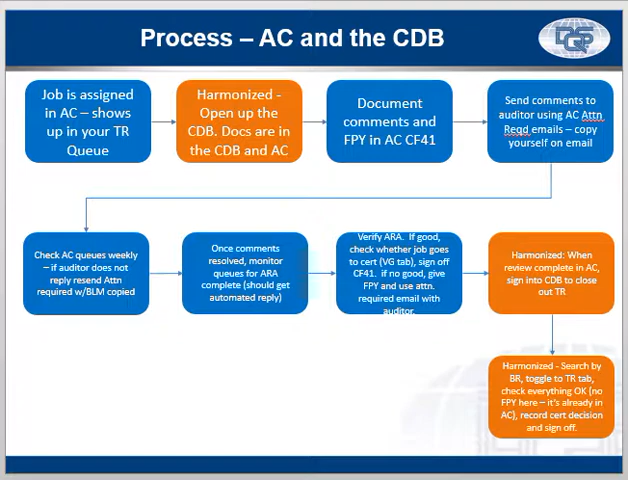 Process – AC and the CDB
Job is assigned
in AC – shows
up in your TR
Queue
Harmonized -
Open up the
CDB. Docs are in
the CDB and AC
Document
comments and
FPY in AC CF41
Send comments to
auditor using AC Attn
Reqd emails – copy
yourself on email
Check AC queues weekly
– if auditor does not
reply resend Attn
required w/BLM copied
Once comments
resolved, monitor
queues for ARA
complete (should get
automated reply)
Verify ARA.  If good,
check whether job goes
to cert (VG tab), sign off
CF41.  if no good, give
FPY and use attn.
required email with
auditor.
Harmonized: When
review complete in AC,
sign into CDB to close
out TR
Harmonized - Search by
BR, toggle to TR tab,
check everything OK (no
FPY here – it's already in
AC), record cert decision
and sign off.